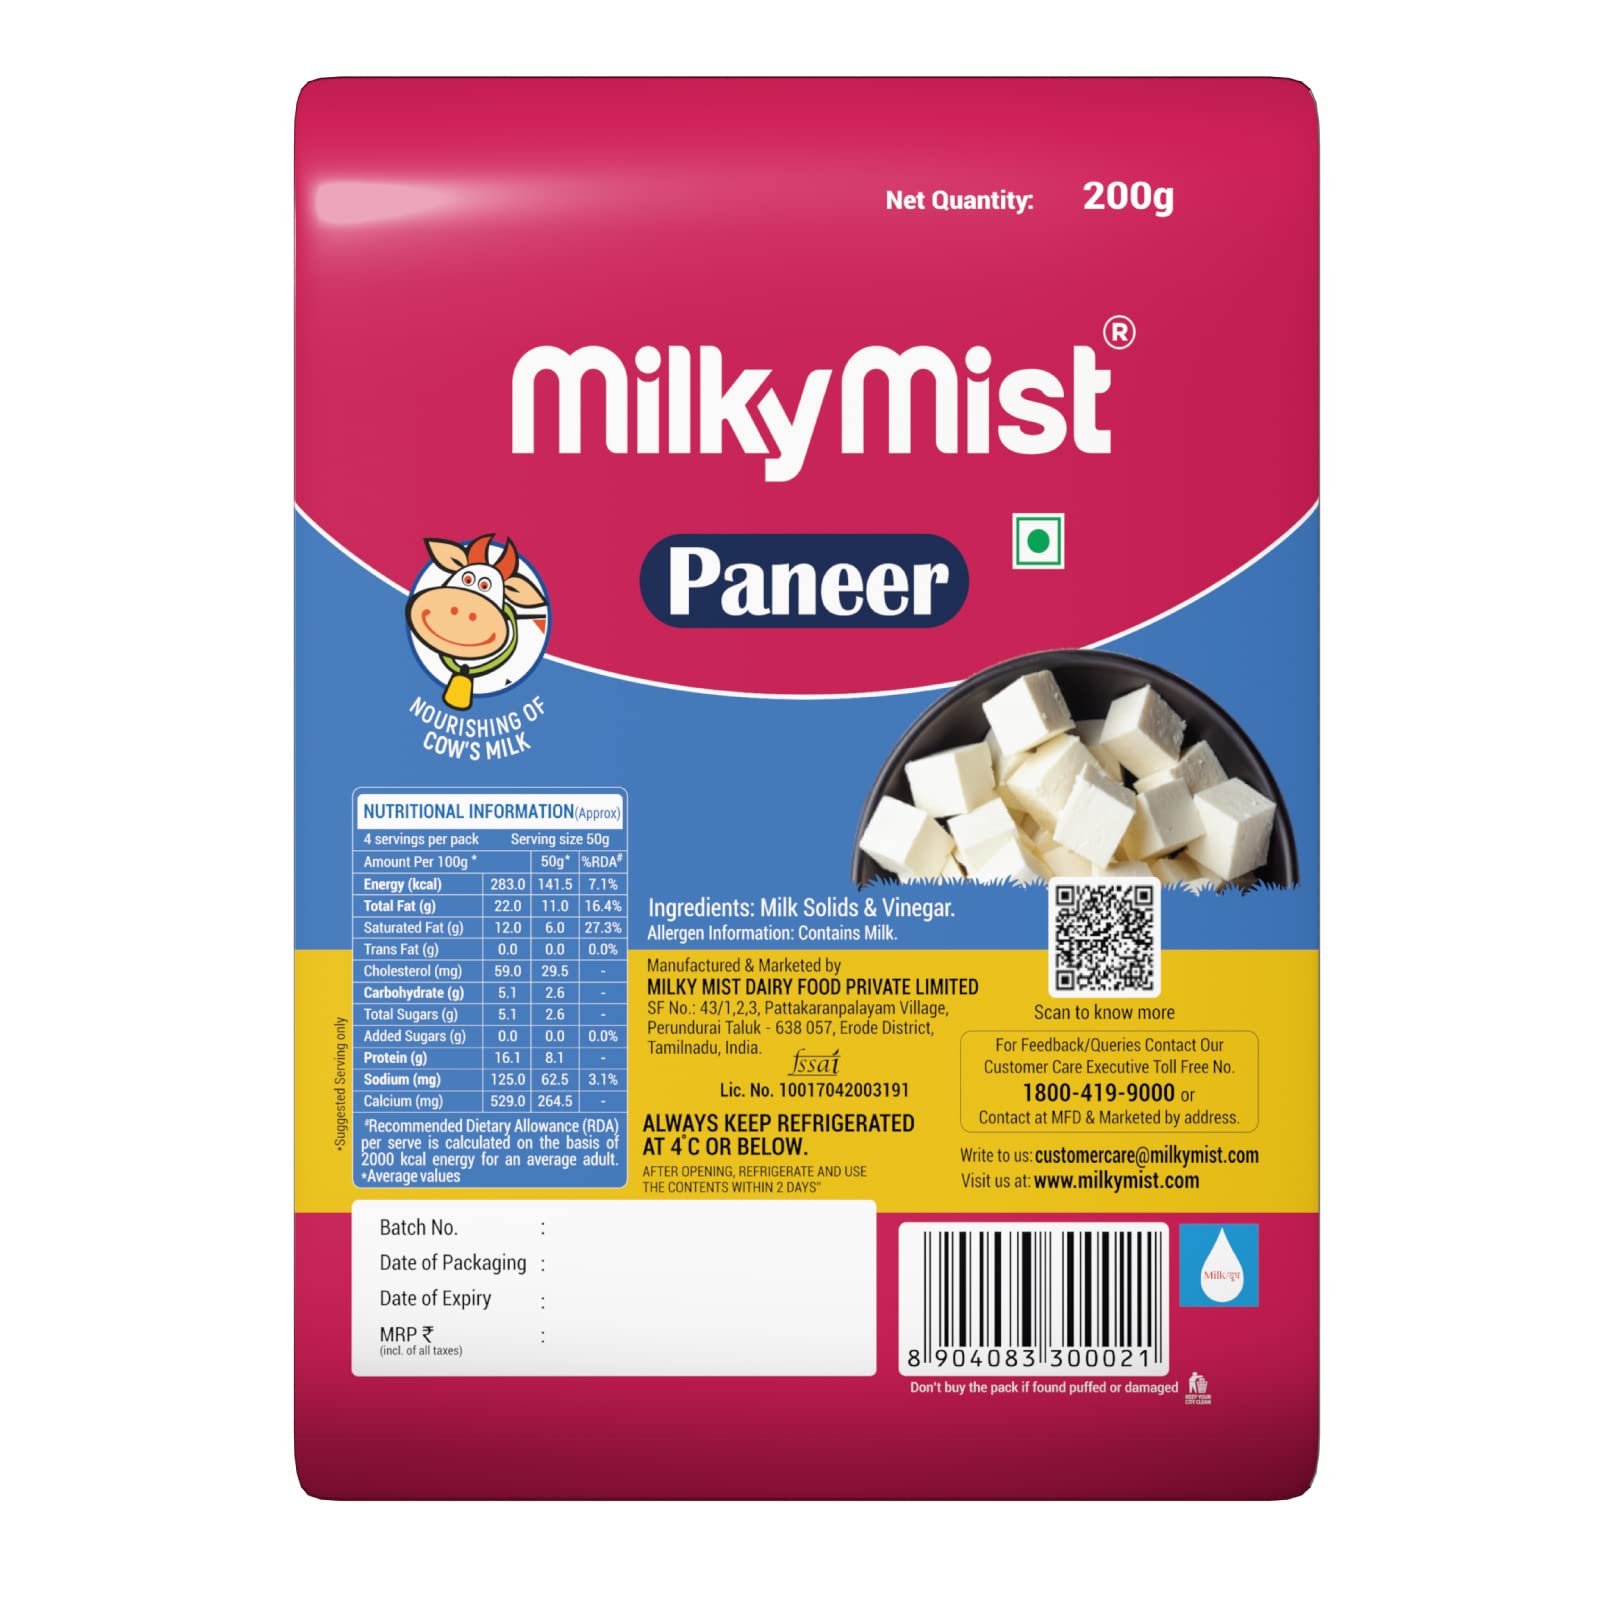 Net Quantity: 200g
MilkyMist®
Paneer
NOURISHING OF
COW'S MILK
NUTRITIONAL INFORMATION(Approx)
4 servings per pack Serving size 50g
Amount Per 100g * 50g* %RDA#
Energy (kcal) 283.0 141.5 7.1%
Total Fat (g) 22.0 11.0 16.4%
Saturated Fat (g) 12.0 6.0 27.3%
Trans Fat (g) 0.0 0.0 0.0%
Cholesterol (mg) 59.0 29.5 -
Carbohydrate (g) 5.1 2.6 -
Total Sugars (g) 5.1 2.6 -
Added Sugars (g) 0.0 0.0 0.0%
Protein (g) 16.1 8.1 -
Sodium (mg) 125.0 62.5 3.1%
Calcium (mg) 529.0 264.5 -
#Recommended Dietary Allowance (RDA)
per serve is calculated on the basis of
2000 kcal energy for an average adult.
*Average values
*Suggested Serving only
Ingredients: Milk Solids & Vinegar.
Allergen Information: Contains Milk.
Manufactured & Marketed by
MILKY MIST DAIRY FOOD PRIVATE LIMITED
SF No.: 43/1,2,3, Pattakaranpalayam Village,
Perundurai Taluk - 638 057, Erode District,
Tamilnadu, India.
fssai
Lic. No. 10017042003191
ALWAYS KEEP REFRIGERATED
AT 4°C OR BELOW.
AFTER OPENING, REFRIGERATE AND USE
THE CONTENTS WITHIN 2 DAYS"
Scan to know more
For Feedback/Queries Contact Our
Customer Care Executive Toll Free No.
1800-419-9000 or
Contact at MFD & Marketed by address.
Write to us: customercare@milkymist.com
Visit us at: www.milkymist.com
Batch No. :
Date of Packaging :
Date of Expiry :
MRP ₹ :
(incl. of all taxes)
8 904083 300021
Milk/दूध
Don't buy the pack if found puffed or damaged
KEEP YOUR
CITY CLEAN